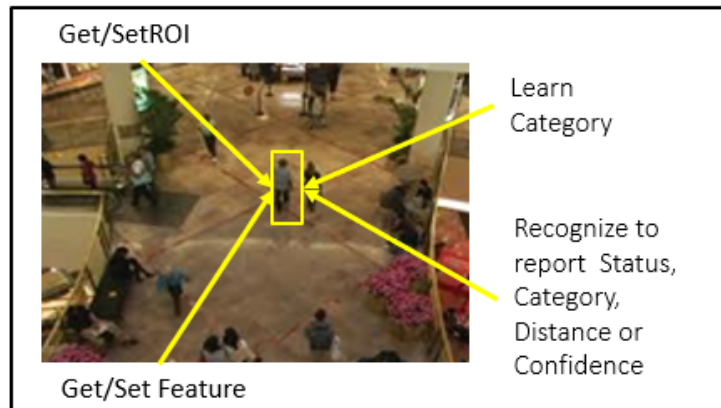 Get/SetROI
Learn
Category
Recognize to
report Status,
Category,
Distance or
Confidence
Get/Set Feature